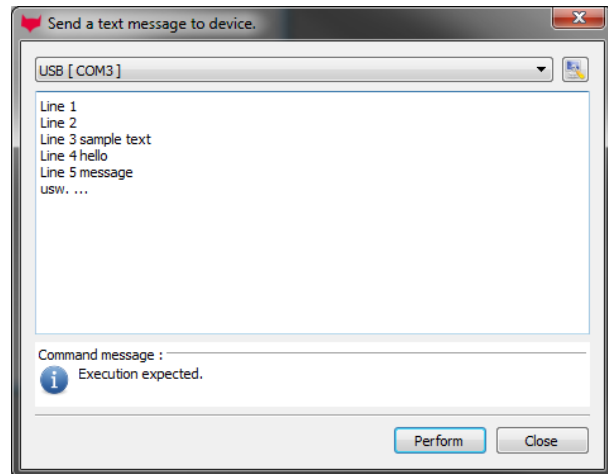 Send a text message to device.
USB [ COM3 ]
Line 1
Line 2
Line 3 sample text
Line 4 hello
Line 5 message
usw. ...
Command message :
Execution expected.
Perform
Close